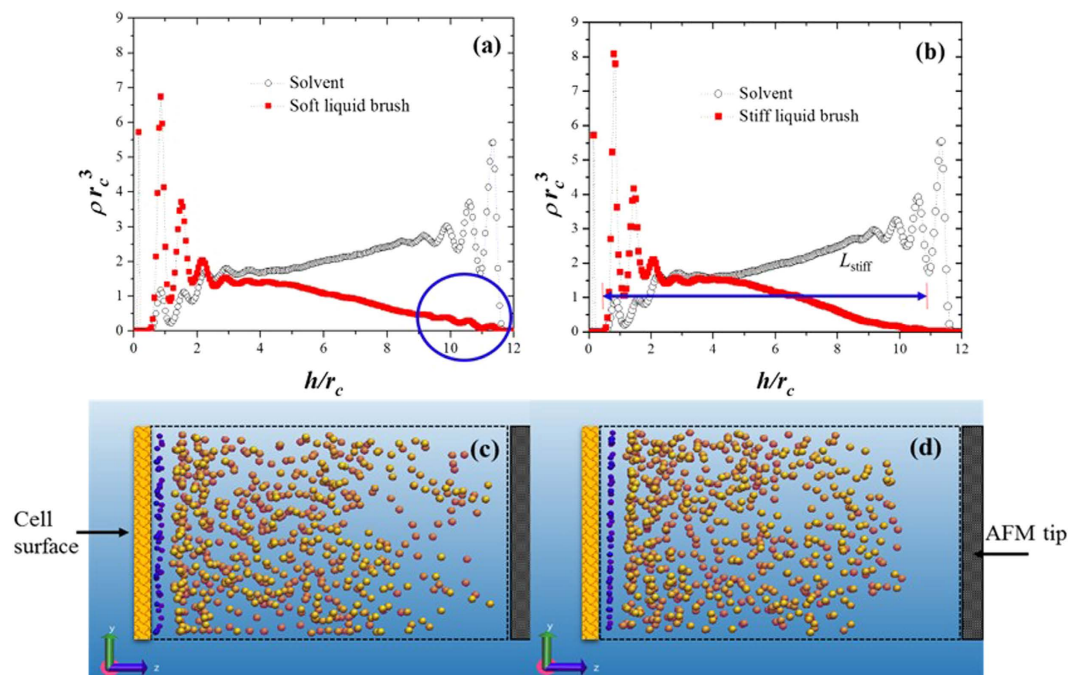 (a)
Solvent
Soft liquid brush
ρ r_c^3
9
8
7
6
5
4
3
2
1
0
0 2 4 6 8 10 12
h/r_c
(b)
Solvent
Stiff liquid brush
L_stiff
ρ r_c^3
9
8
7
6
5
4
3
2
1
0
0 2 4 6 8 10 12
h/r_c
(c)
Cell
surface
y
z
(d)
AFM tip
y
z